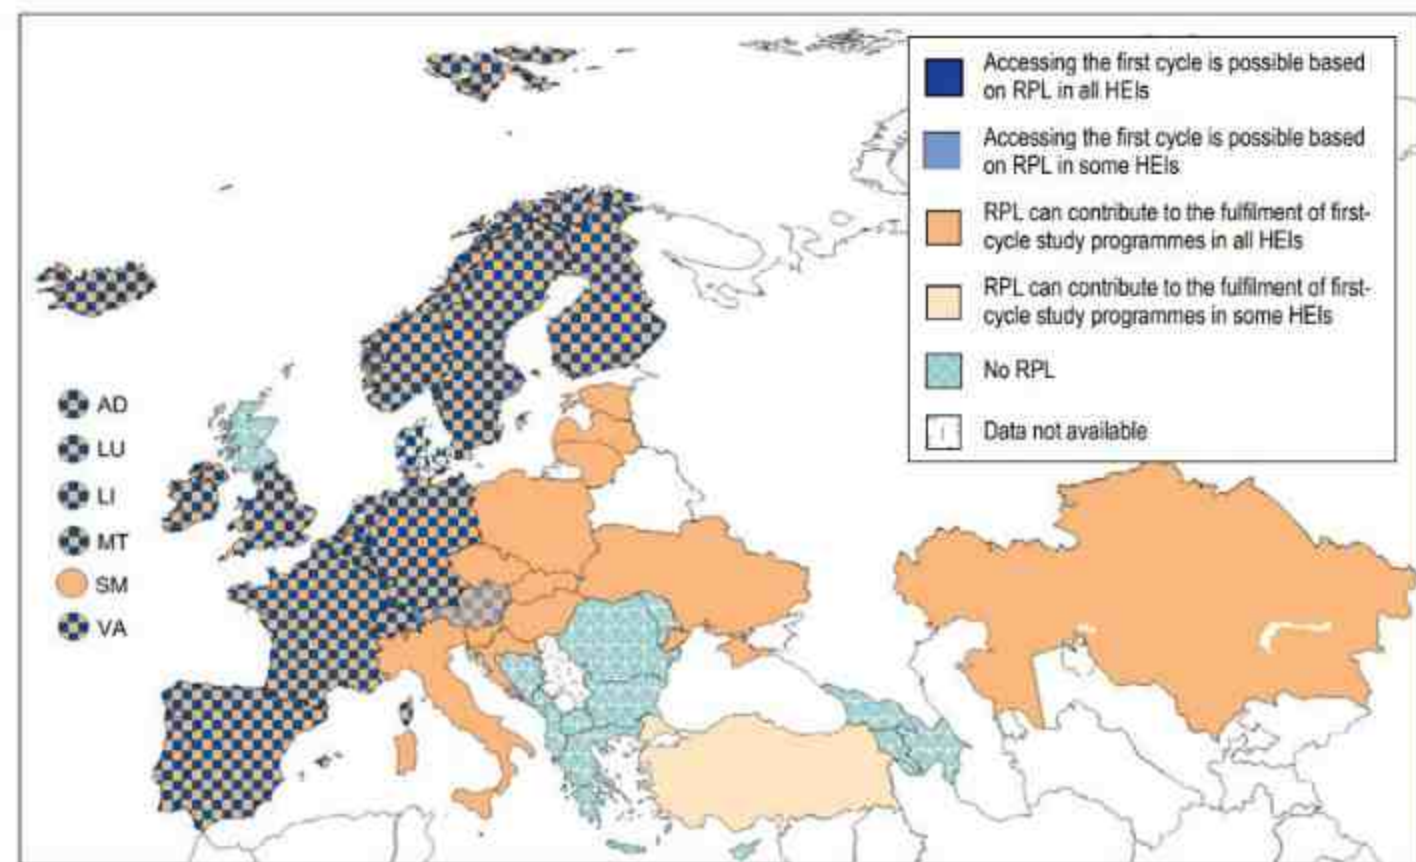 Accessing the first cycle is possible based
on RPL in all HEIs
Accessing the first cycle is possible based
on RPL in some HEIs
RPL can contribute to the fulfilment of first-
cycle study programmes in all HEIs
RPL can contribute to the fulfilment of first-
cycle study programmes in some HEIs
No RPL
Data not available
AD
LU
LI
MT
SM
VA